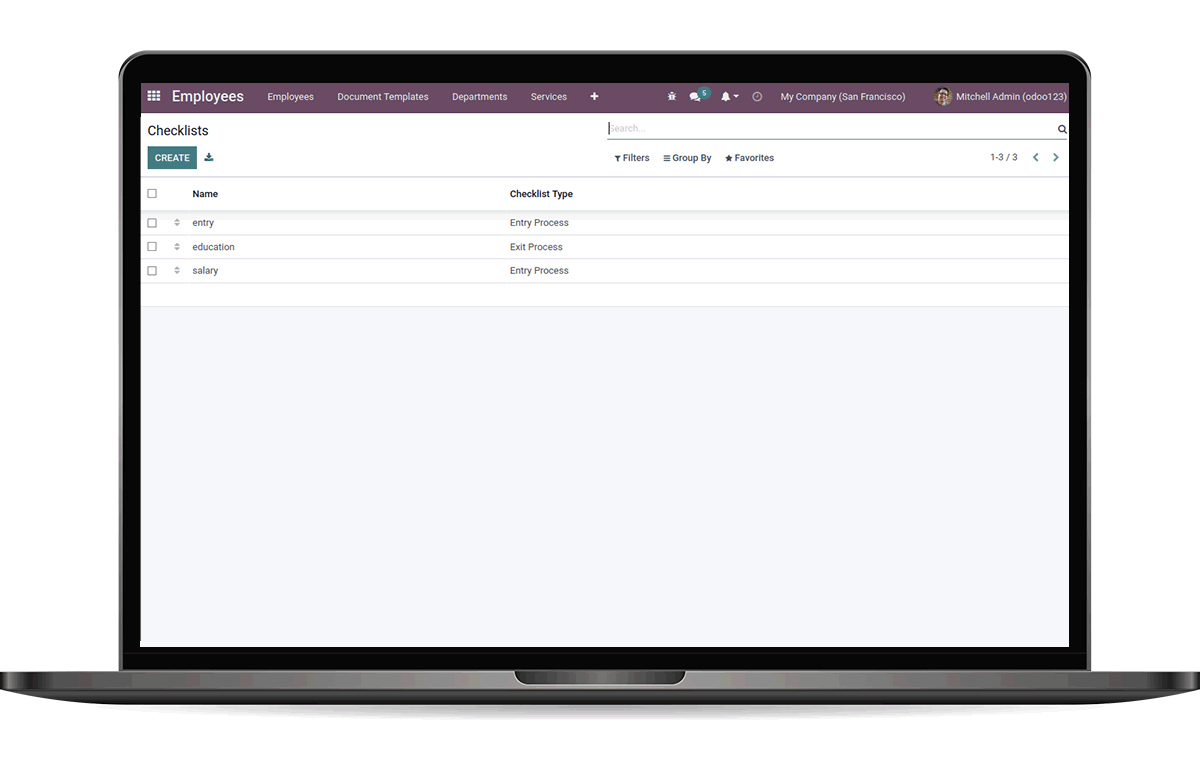 Employees Employees Document Templates Departments Services + 5 My Company (San Francisco) Mitchell Admin (odoo123)
Checklists Search...
CREATE Filters Group By Favorites 1-3 / 3
Name Checklist Type
entry Entry Process
education Exit Process
salary Entry Process